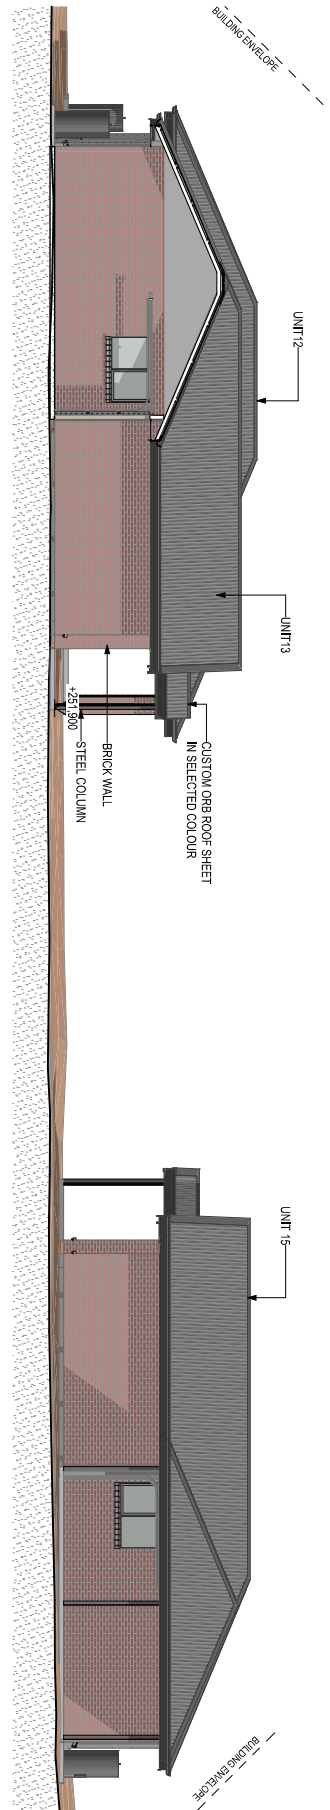 BUILDING ENVELOPE
UNIT12
UNIT13
CUSTOM ORB ROOF SHEET
IN SELECTED COLOUR
BRICK WALL
STEEL COLUMN
+251,900
UNIT 15
BUILDING ENVELOPE